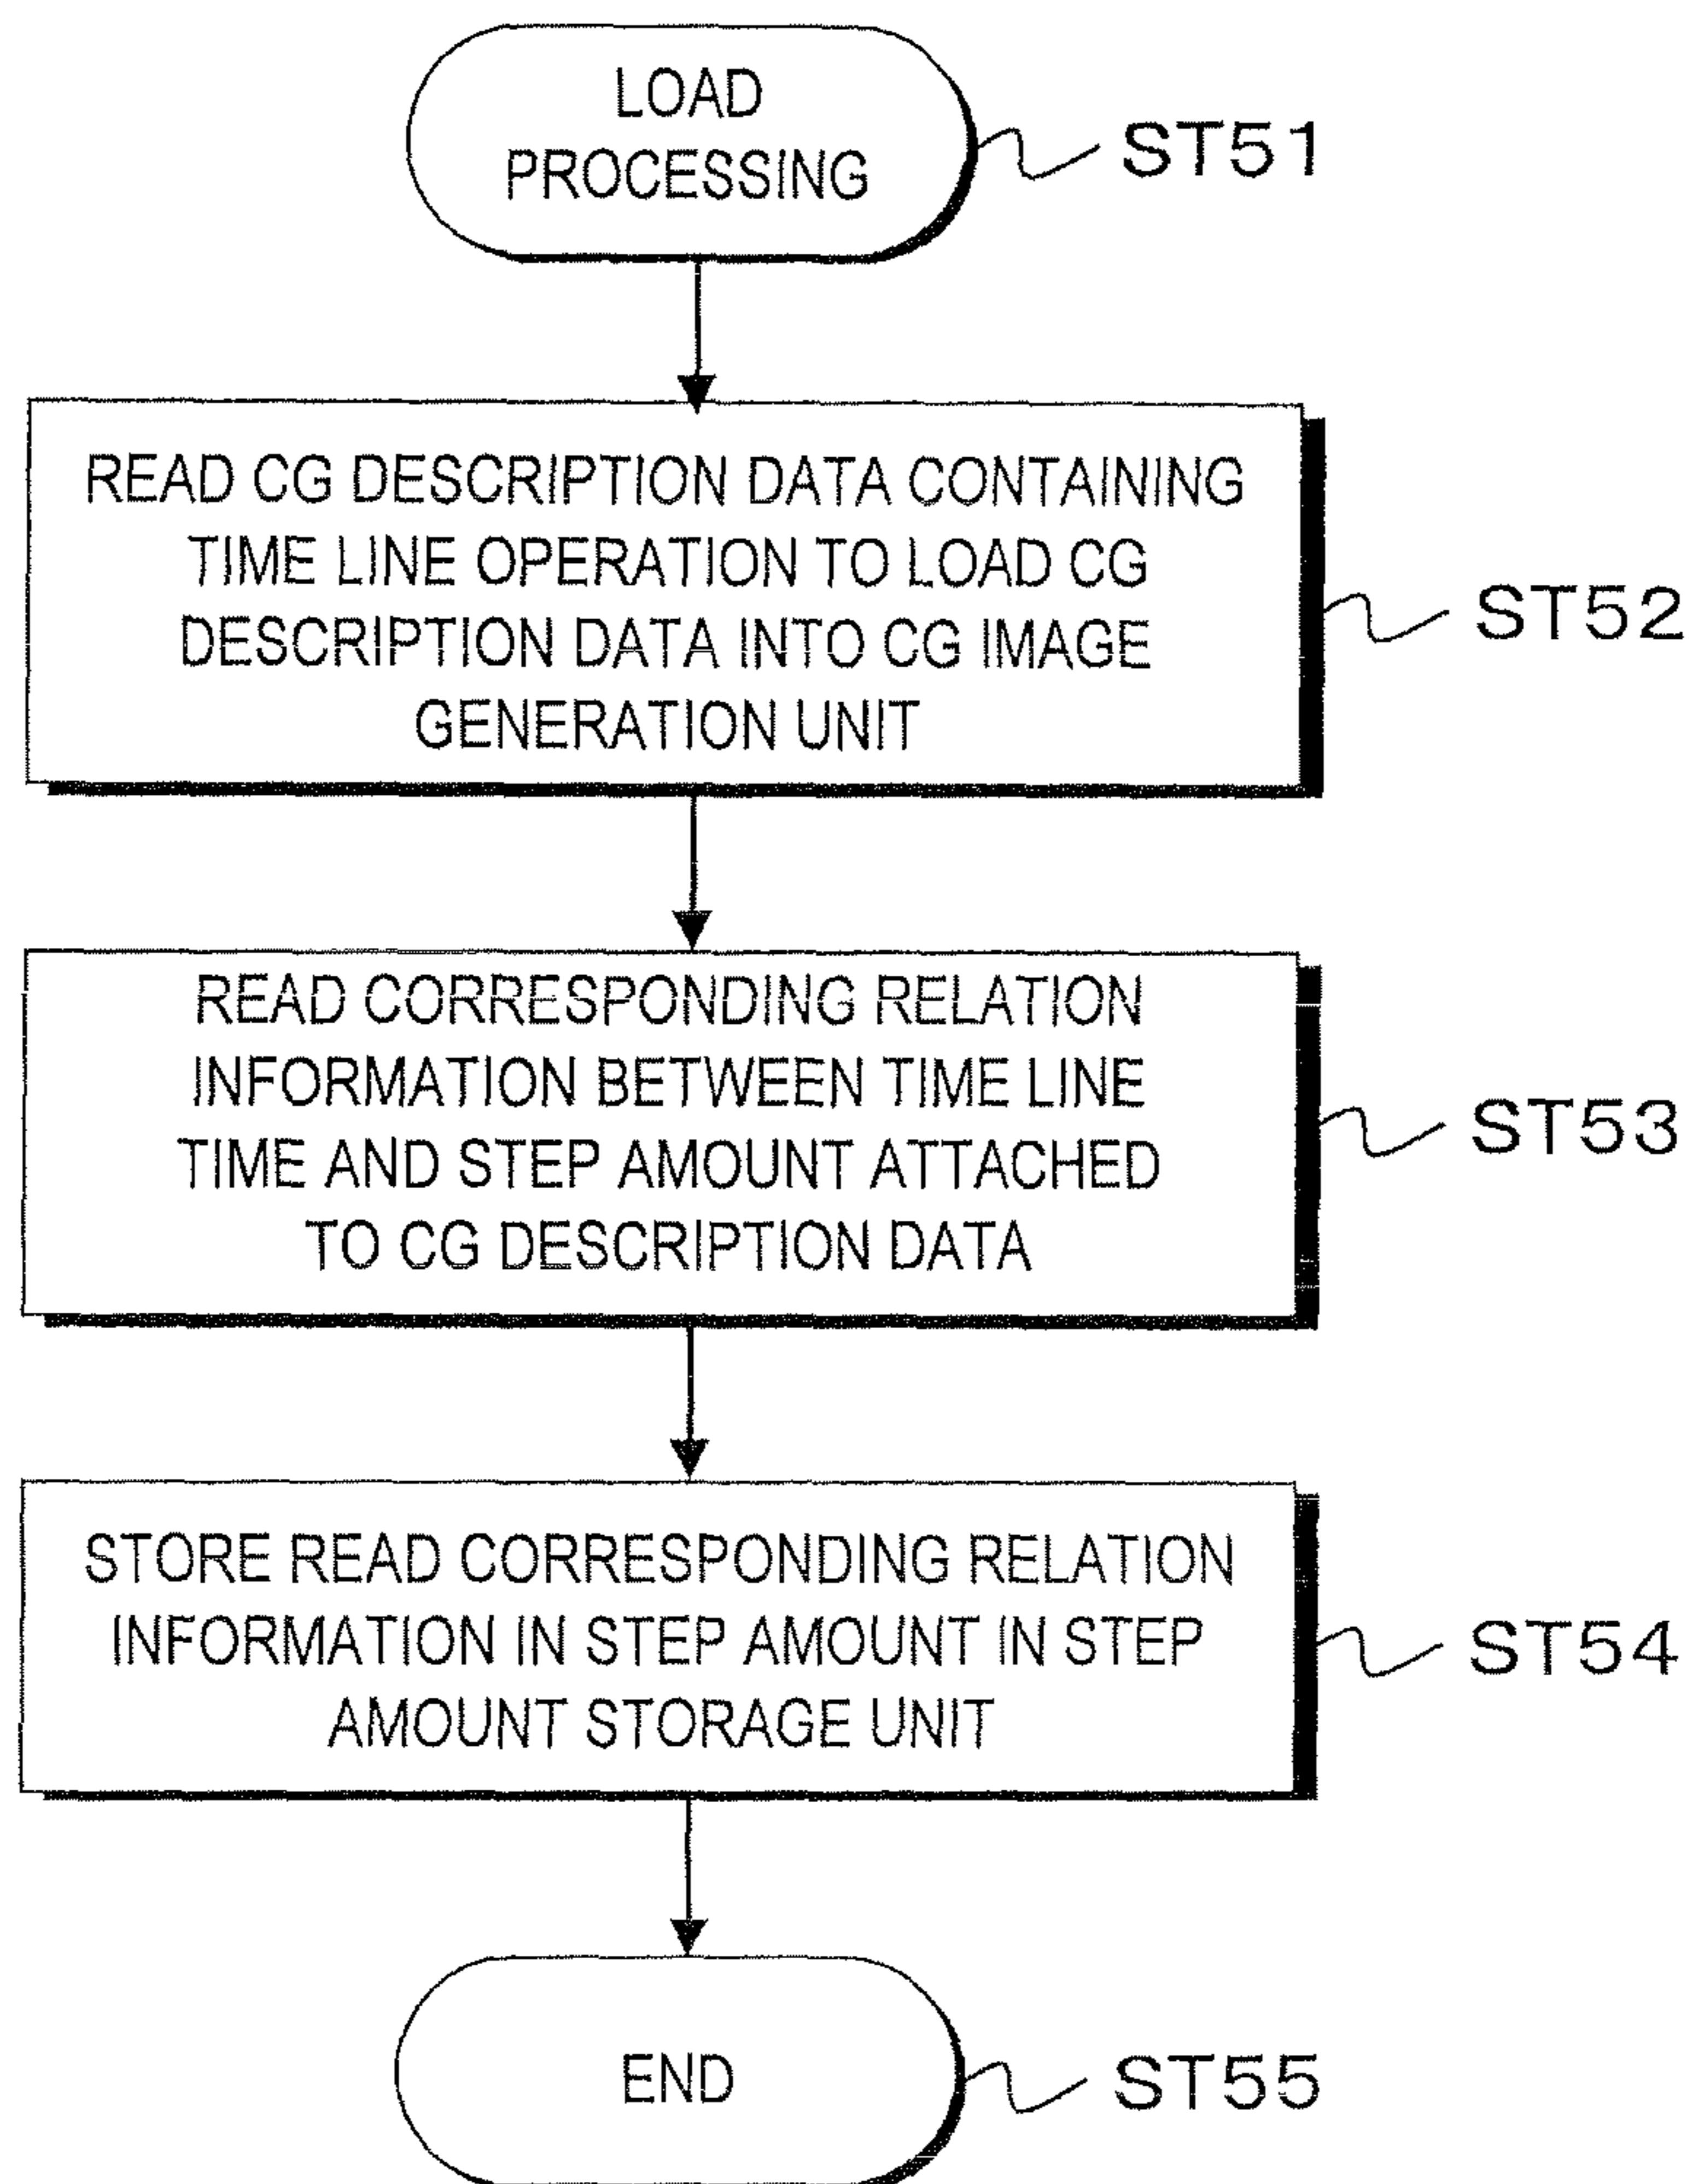 LOAD
PROCESSING
ST51
READ CG DESCRIPTION DATA CONTAINING
TIME LINE OPERATION TO LOAD CG
DESCRIPTION DATA INTO CG IMAGE
GENERATION UNIT
ST52
READ CORRESPONDING RELATION
INFORMATION BETWEEN TIME LINE
TIME AND STEP AMOUNT ATTACHED
TO CG DESCRIPTION DATA
ST53
STORE READ CORRESPONDING RELATION
INFORMATION IN STEP AMOUNT IN STEP
AMOUNT STORAGE UNIT
ST54
END
ST55